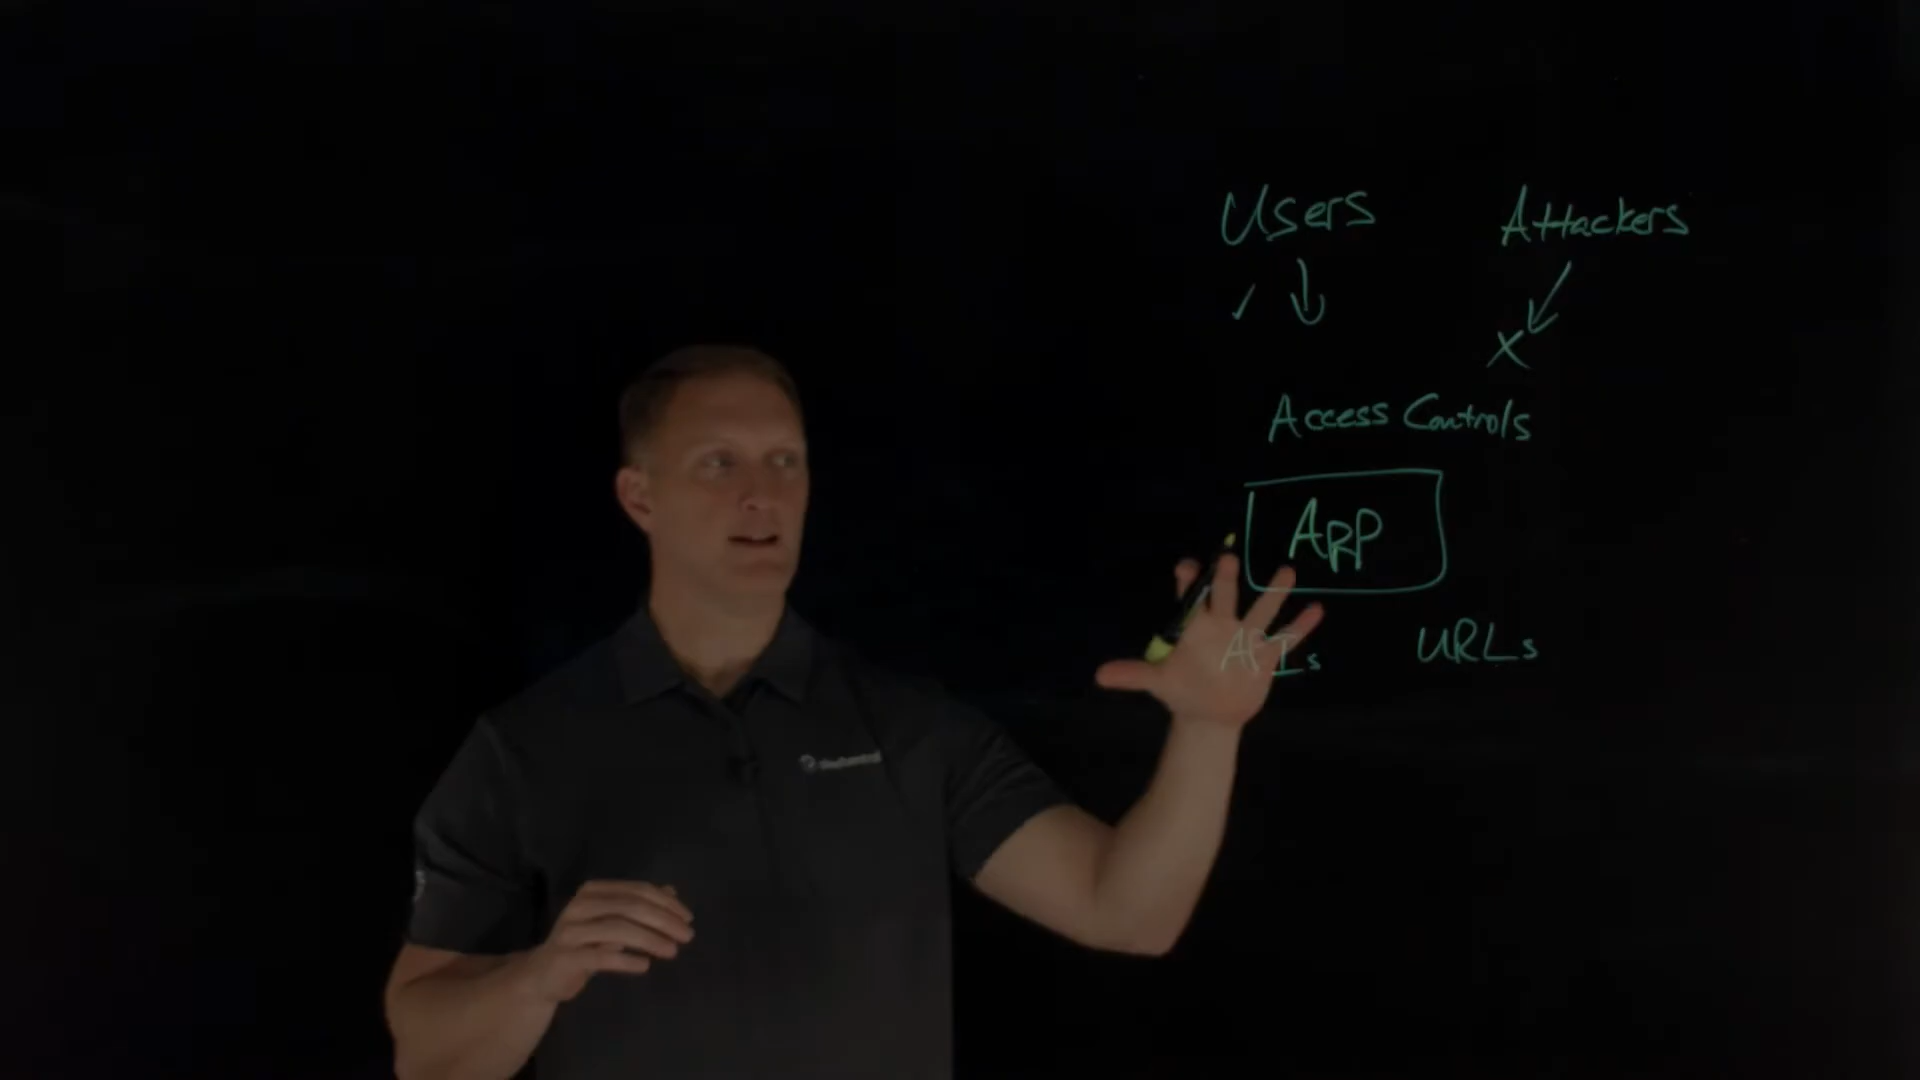 Users Attackers
✓ X
Access Controls
APP
APIs URLs